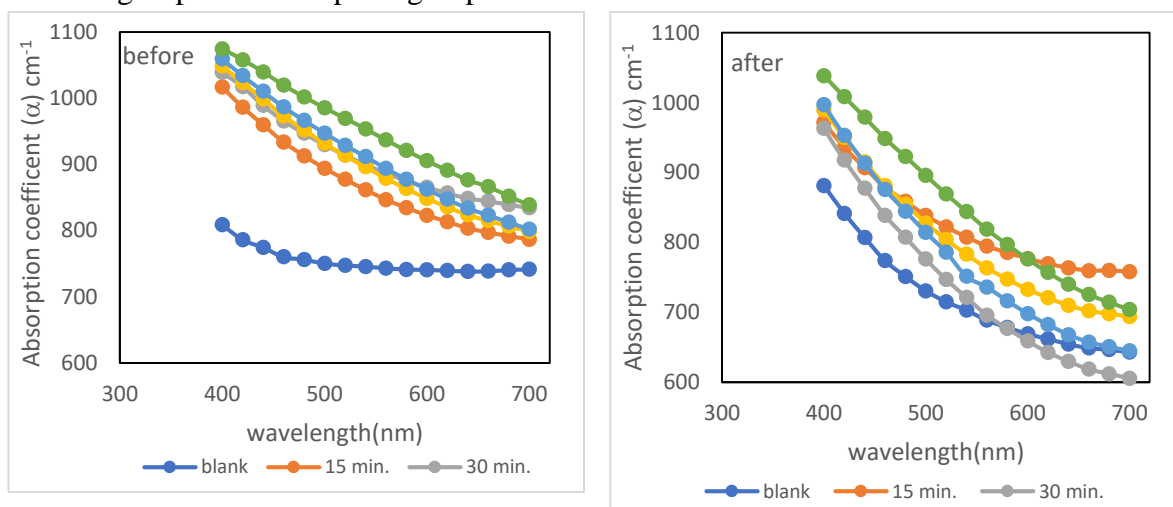 before
Absorption coefficent (α) cm-1
1100
1000
900
800
700
600
300 400 500 600 700
wavelength(nm)
blank 15 min. 30 min.
after
Absorption coefficient (α) cm-1
1100
1000
900
800
700
600
300 400 500 600 700
wavelength(nm)
blank 15 min. 30 min.